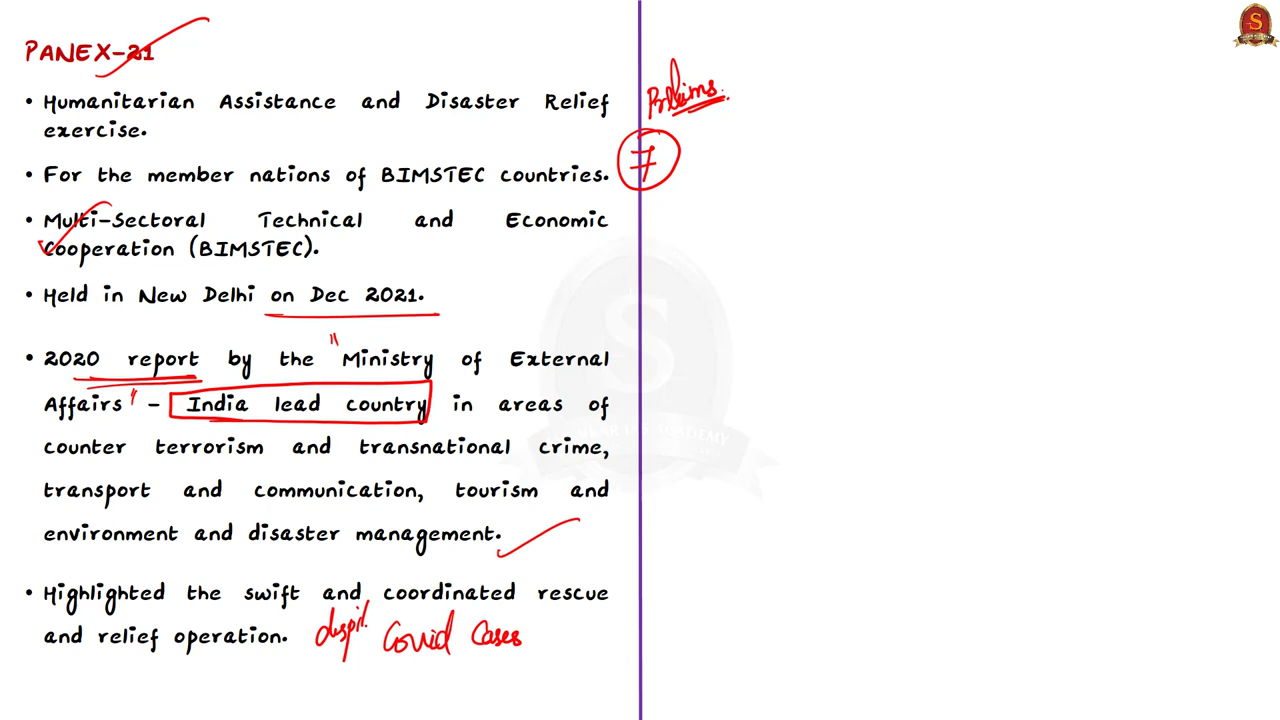 PANEX-21
• Humanitarian Assistance and Disaster Relief
exercise.
• For the member nations of BIMSTEC countries.
• Multi-Sectoral Technical and Economic
Cooperation (BIMSTEC).
• Held in New Delhi on Dec 2021.
• 2020 report by the "Ministry of External
Affairs" - India lead country in areas of
counter terrorism and transnational crime,
transport and communication, tourism and
environment and disaster management.
• Highlighted the swift and coordinated rescue
and relief operation. Covid Cases
Prelims.
7
S